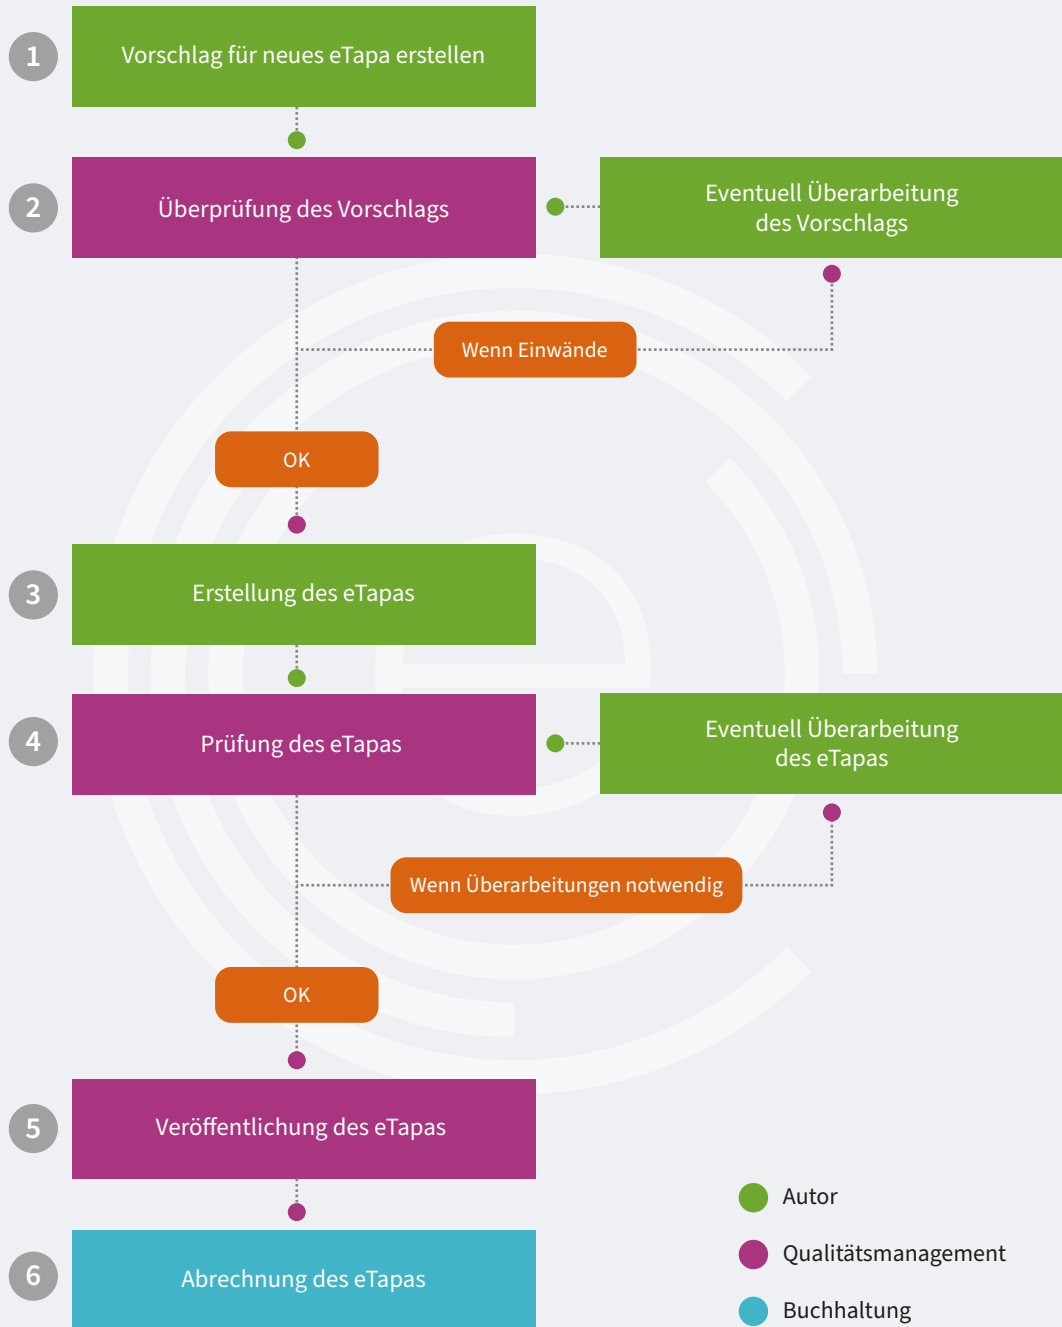 1
Vorschlag für neues eTapa erstellen
2
Überprüfung des Vorschlags
Eventuell Überarbeitung
des Vorschlags
Wenn Einwände
OK
3
Erstellung des eTapas
4
Prüfung des eTapas
Eventuell Überarbeitung
des eTapas
Wenn Überarbeitungen notwendig
OK
5
Veröffentlichung des eTapas
6
Abrechnung des eTapas
Autor
Qualitätsmanagement
Buchhaltung